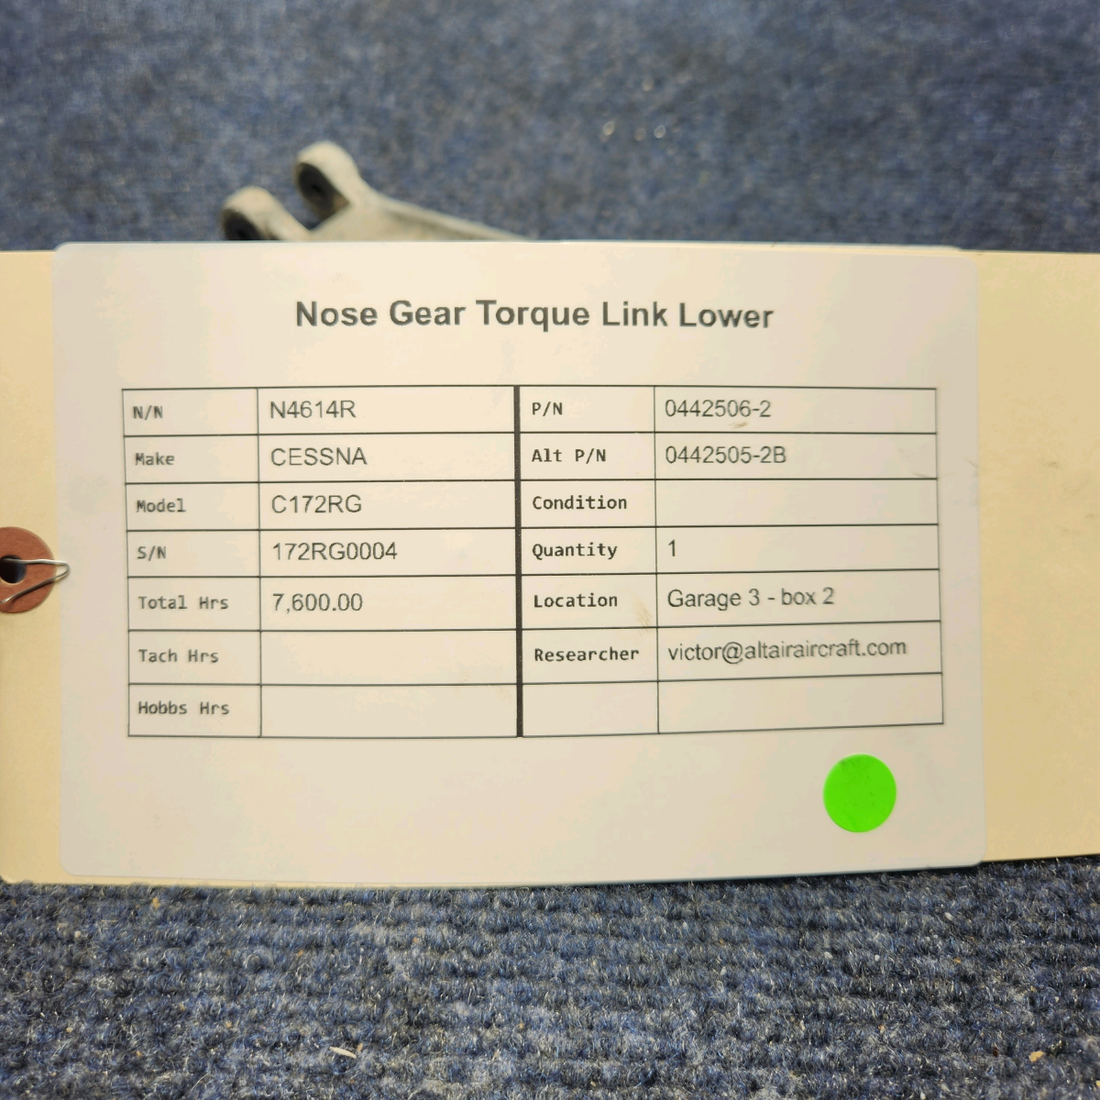 Nose Gear Torque Link Lower
N/N N4614R P/N 0442506-2
Make CESSNA Alt P/N 0442505-2B
Model C172RG Condition
S/N 172RG0004 Quantity 1
Total Hrs 7,600.00 Location Garage 3 - box 2
Tach Hrs Researcher victor@altairaircraft.com
Hobbs Hrs